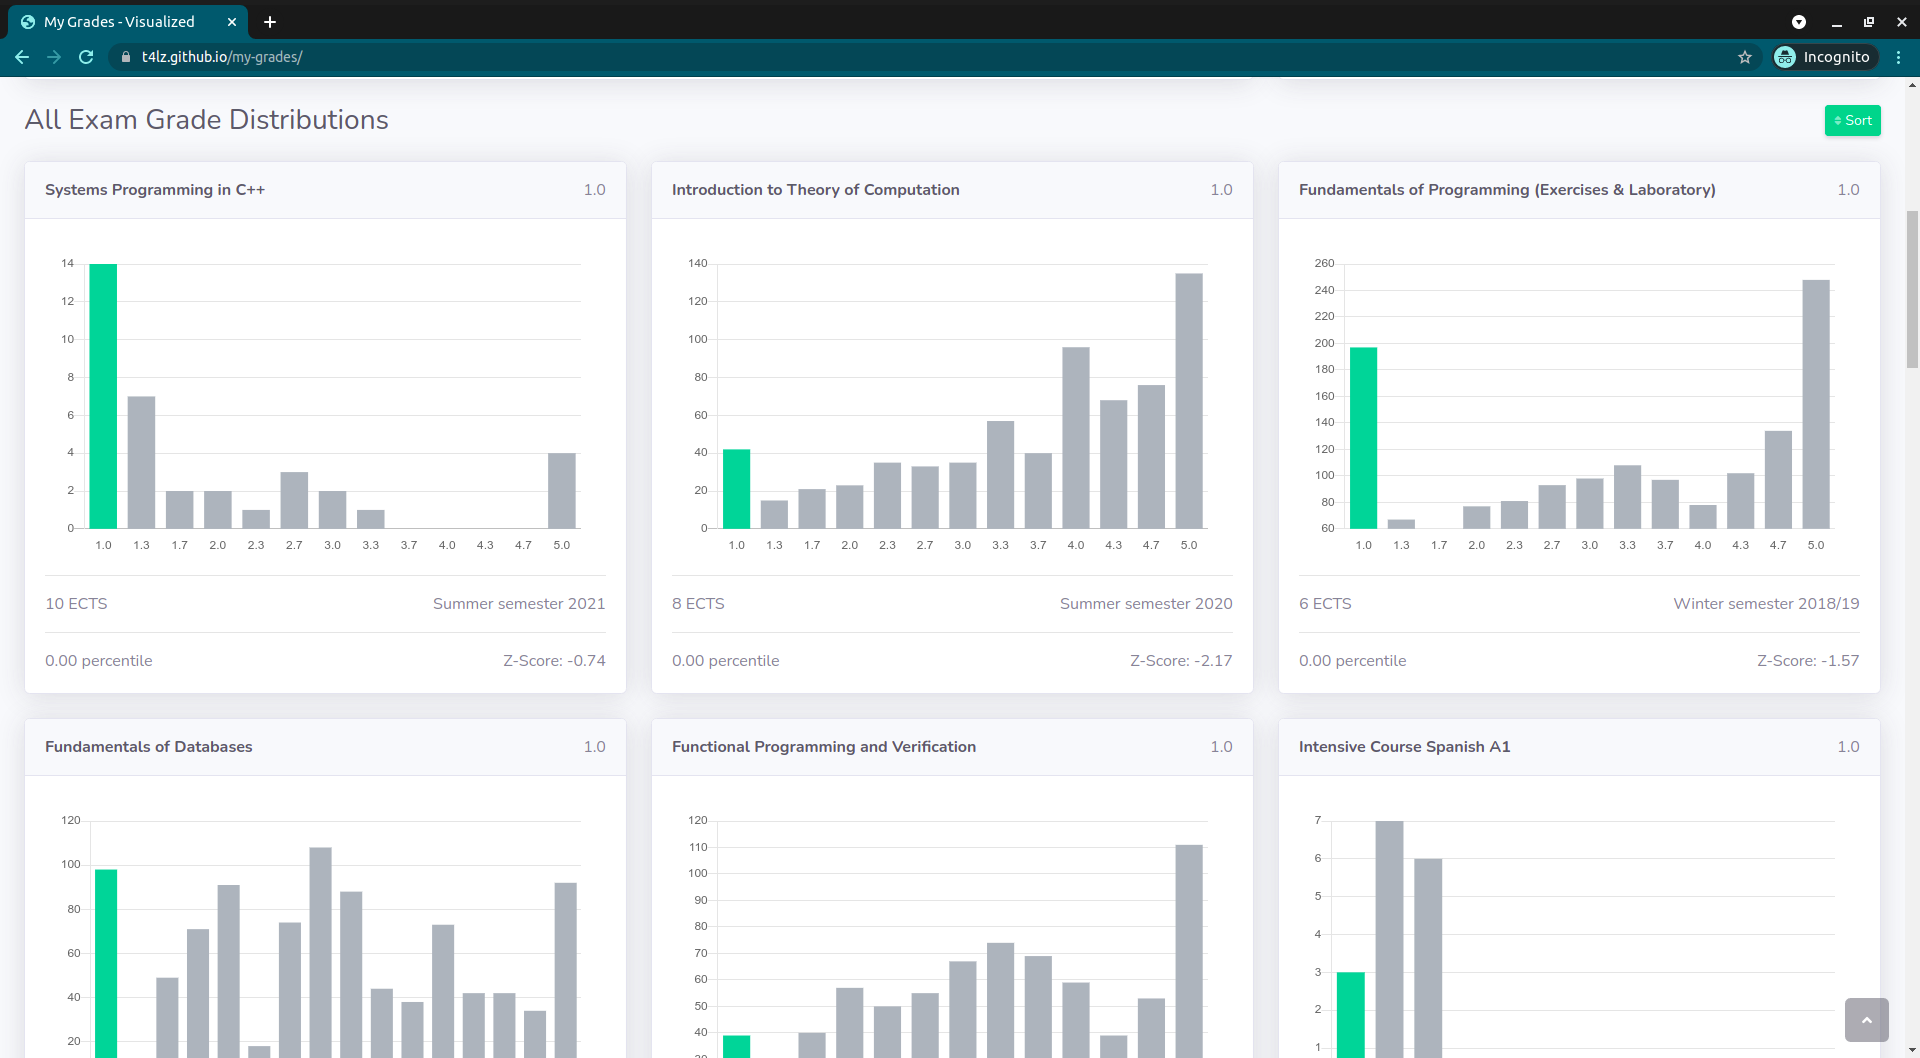 My Grades - Visualized
t4lz.github.io/my-grades/
Incognito
All Exam Grade Distributions
Sort
Systems Programming in C++ 1.0
14
12
10
8
6
4
2
0
1.0 1.3 1.7 2.0 2.3 2.7 3.0 3.3 3.7 4.0 4.3 4.7 5.0
10 ECTS Summer semester 2021
0.00 percentile Z-Score: -0.74
Introduction to Theory of Computation 1.0
140
120
100
80
60
40
20
0
1.0 1.3 1.7 2.0 2.3 2.7 3.0 3.3 3.7 4.0 4.3 4.7 5.0
8 ECTS Summer semester 2020
0.00 percentile Z-Score: -2.17
Fundamentals of Programming (Exercises & Laboratory) 1.0
260
240
220
200
180
160
140
120
100
80
60
1.0 1.3 1.7 2.0 2.3 2.7 3.0 3.3 3.7 4.0 4.3 4.7 5.0
6 ECTS Winter semester 2018/19
0.00 percentile Z-Score: -1.57
Fundamentals of Databases 1.0
120
100
80
60
40
20
Functional Programming and Verification 1.0
120
110
100
90
80
70
60
50
40
30
Intensive Course Spanish A1 1.0
7
6
5
4
3
2
1